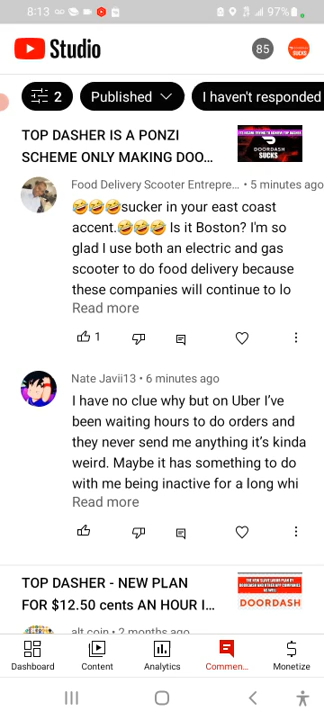 8:13
97%
Studio
85
2
Published
I haven't responded
TOP DASHER IS A PONZI
SCHEME ONLY MAKING DOO...
DOORDASH
SUCKS
Food Delivery Scooter Entrepre... • 5 minutes ago
🤣🤣🤣sucker in your east coast
accent.🤣🤣🤣 Is it Boston? I'm so
glad I use both an electric and gas
scooter to do food delivery because
these companies will continue to lo
Read more
1
Nate Javii13 • 6 minutes ago
I have no clue why but on Uber I've
been waiting hours to do orders and
they never send me anything it's kinda
weird. Maybe it has something to do
with me being inactive for a long whi
Read more
TOP DASHER - NEW PLAN
FOR $12.50 cents AN HOUR I...
DOORDASH
alt coin • 2 months ago
Dashboard
Content
Analytics
Commen...
Monetize